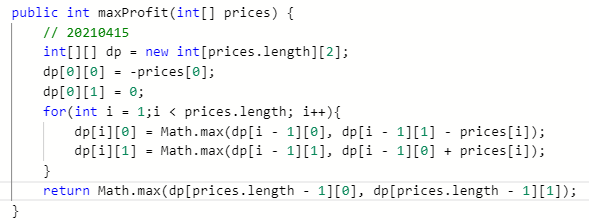 public int maxProfit(int[] prices) {
    // 20210415
    int[][] dp = new int[prices.length][2];
    dp[0][0] = -prices[0];
    dp[0][1] = 0;
    for(int i = 1;i < prices.length; i++){
        dp[i][0] = Math.max(dp[i - 1][0], dp[i - 1][1] - prices[i]);
        dp[i][1] = Math.max(dp[i - 1][1], dp[i - 1][0] + prices[i]);
    }
    return Math.max(dp[prices.length - 1][0], dp[prices.length - 1][1]);
}